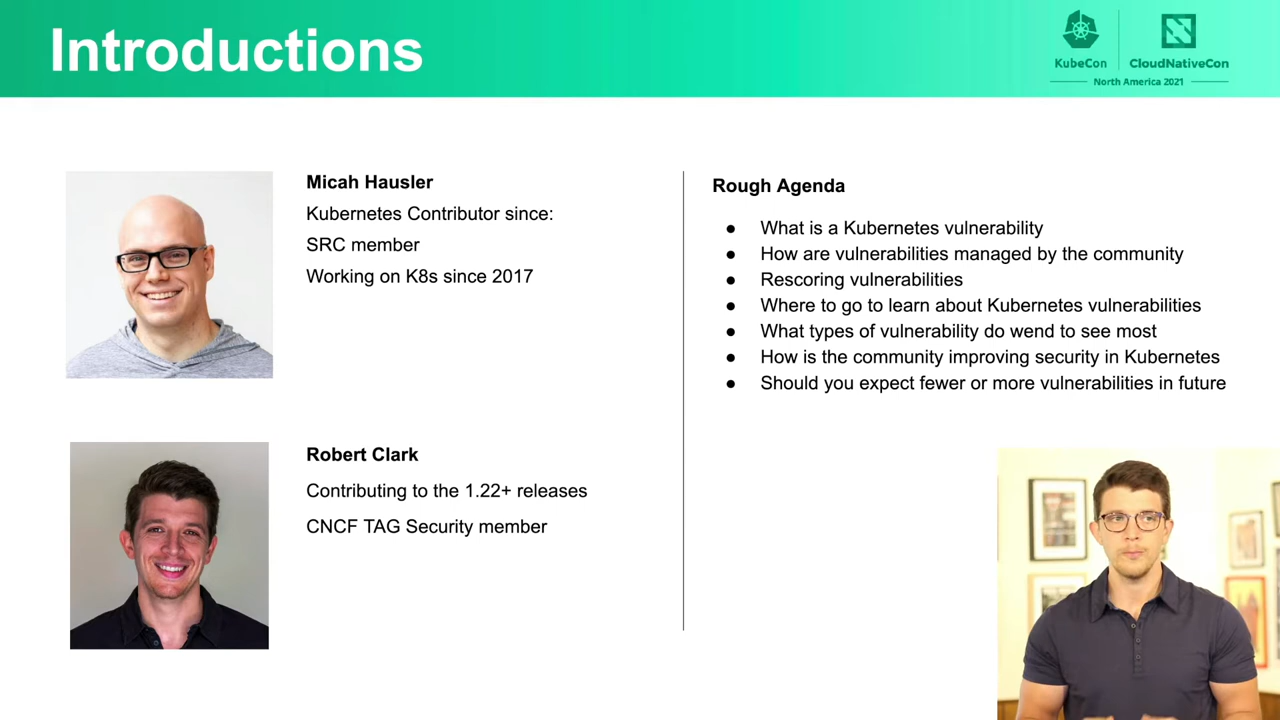 Introductions
KubeCon
CloudNativeCon
North America 2021
Micah Hausler
Kubernetes Contributor since:
SRC member
Working on K8s since 2017
Robert Clark
Contributing to the 1.22+ releases
CNCF TAG Security member
Rough Agenda
● What is a Kubernetes vulnerability
● How are vulnerabilities managed by the community
● Rescoring vulnerabilities
● Where to go to learn about Kubernetes vulnerabilities
● What types of vulnerability do wend to see most
● How is the community improving security in Kubernetes
● Should you expect fewer or more vulnerabilities in future